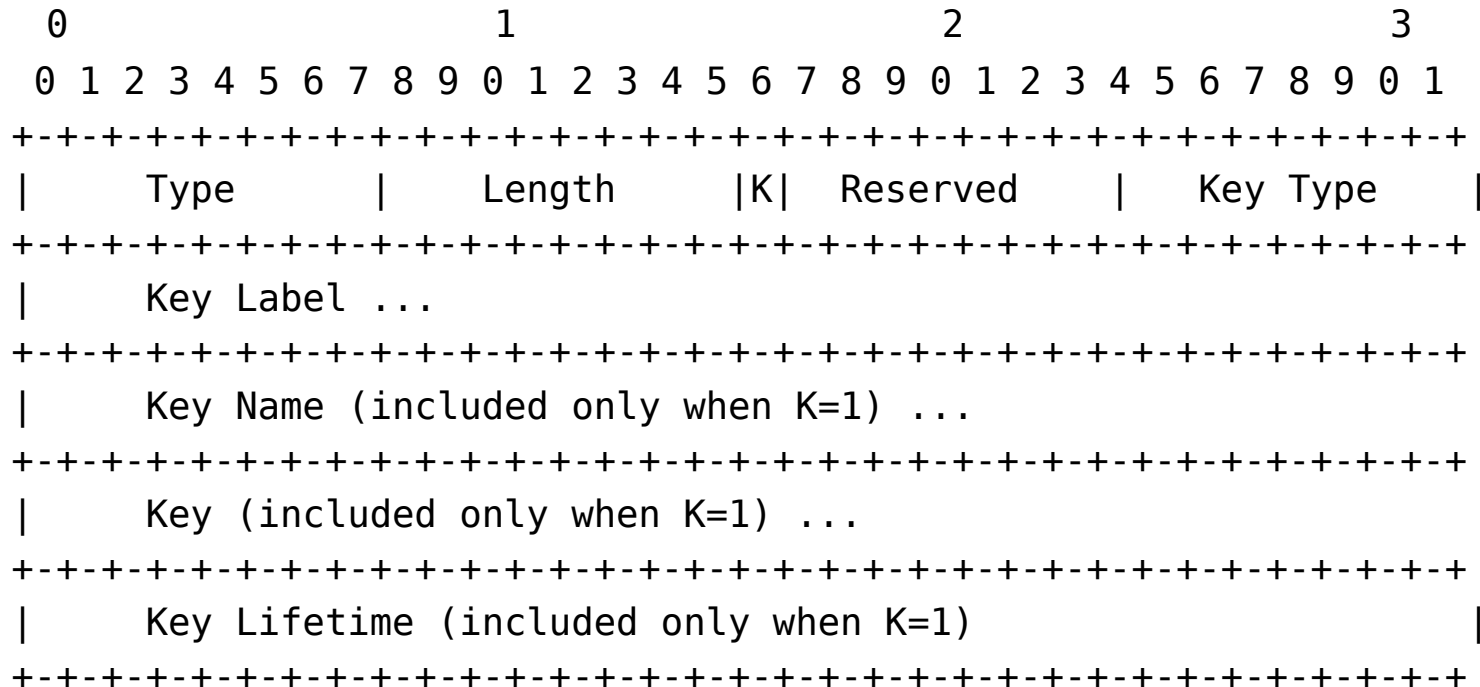 0                   1                   2                   3
 0 1 2 3 4 5 6 7 8 9 0 1 2 3 4 5 6 7 8 9 0 1 2 3 4 5 6 7 8 9 0 1
+-+-+-+-+-+-+-+-+-+-+-+-+-+-+-+-+-+-+-+-+-+-+-+-+-+-+-+-+-+-+-+-+
|     Type      |    Length     |K|  Reserved    |   Key Type    |
+-+-+-+-+-+-+-+-+-+-+-+-+-+-+-+-+-+-+-+-+-+-+-+-+-+-+-+-+-+-+-+-+
|     Key Label ...
+-+-+-+-+-+-+-+-+-+-+-+-+-+-+-+-+-+-+-+-+-+-+-+-+-+-+-+-+-+-+-+-+
|     Key Name (included only when K=1) ...
+-+-+-+-+-+-+-+-+-+-+-+-+-+-+-+-+-+-+-+-+-+-+-+-+-+-+-+-+-+-+-+-+
|     Key (included only when K=1) ...
+-+-+-+-+-+-+-+-+-+-+-+-+-+-+-+-+-+-+-+-+-+-+-+-+-+-+-+-+-+-+-+-+
|     Key Lifetime (included only when K=1)                      |
+-+-+-+-+-+-+-+-+-+-+-+-+-+-+-+-+-+-+-+-+-+-+-+-+-+-+-+-+-+-+-+-+